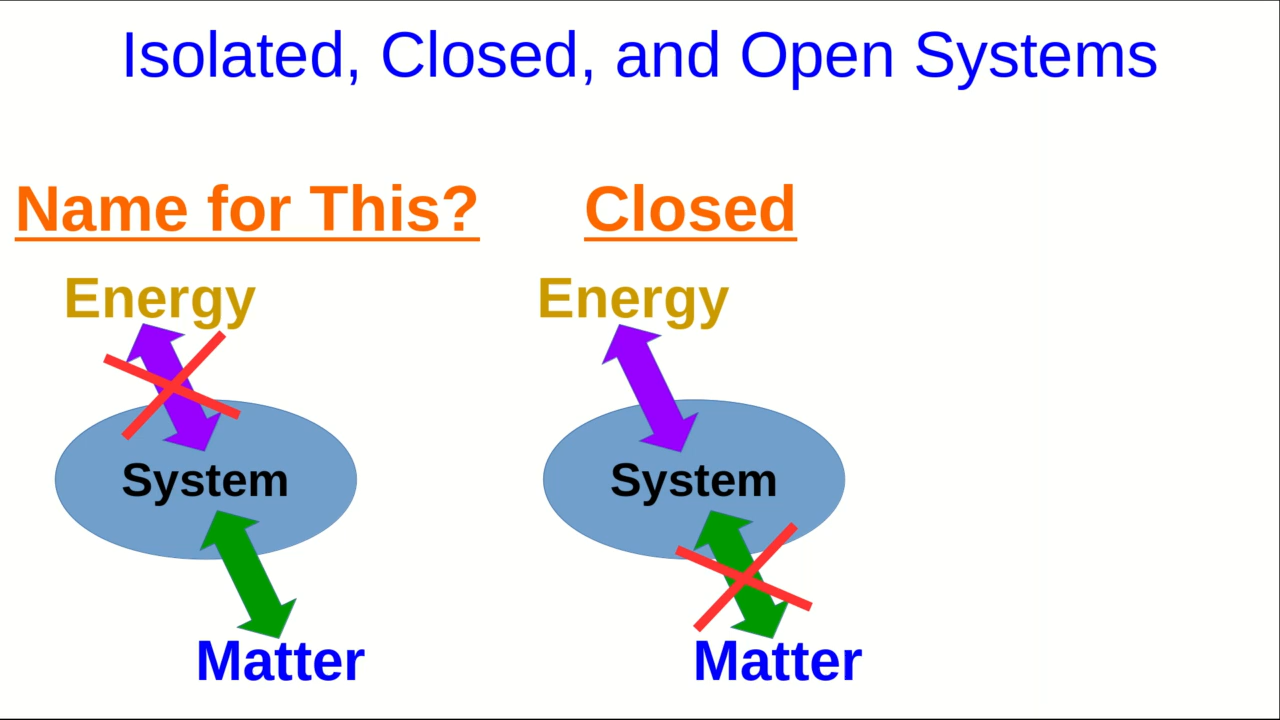 Isolated, Closed, and Open Systems
Name for This?
Closed
Energy
Energy
System
System
Matter
Matter